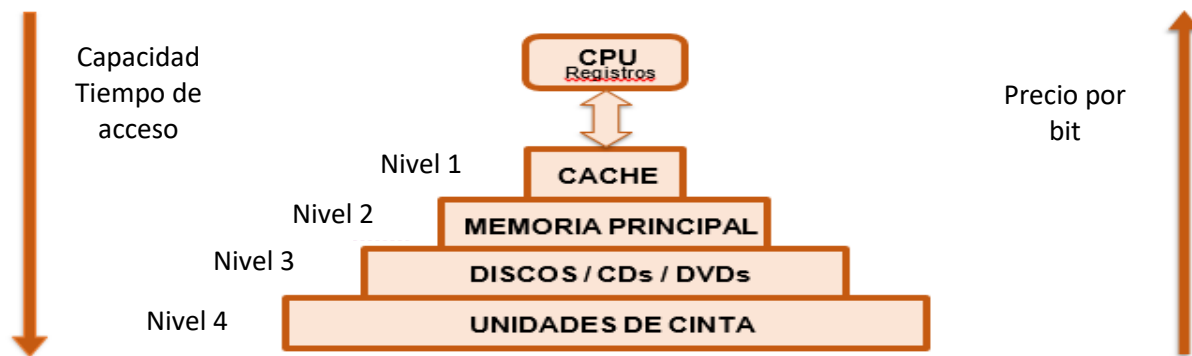 Capacidad
Tiempo de
acceso
CPU
Registros
Precio por
bit
Nivel 1
CACHE
Nivel 2
MEMORIA PRINCIPAL
Nivel 3
DISCOS / CDs / DVDs
Nivel 4
UNIDADES DE CINTA